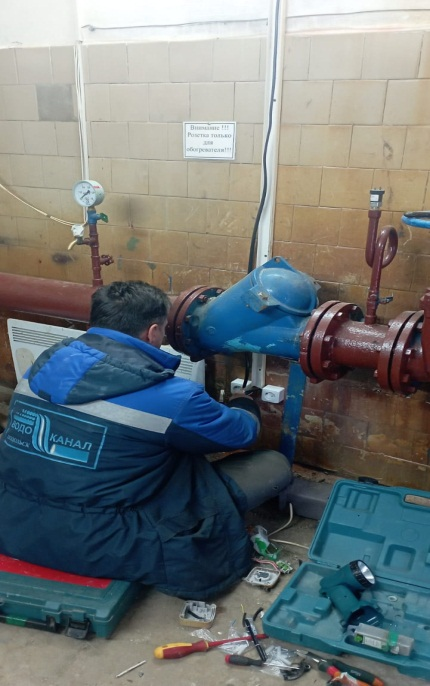 Внимание !!!
Розетка только
для
обогревателя!!!
ВОДО
КАНАЛ